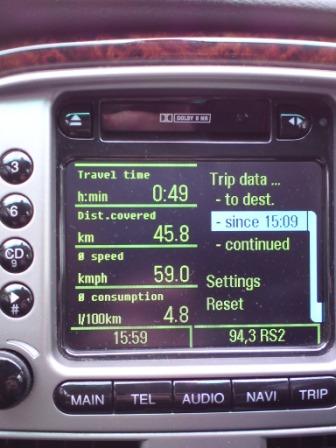 DOLBY B NR
3
6
CD
9
#
Travel time
h:min 0:49
Dist.covered
km 45.8
Ø speed
kmph 59.0
Ø consumption
l/100km 4.8
15:59
Trip data ...
- to dest.
- since 15:09
- continued
Settings
Reset
94,3 RS2
MAIN TEL AUDIO NAVI TRIP